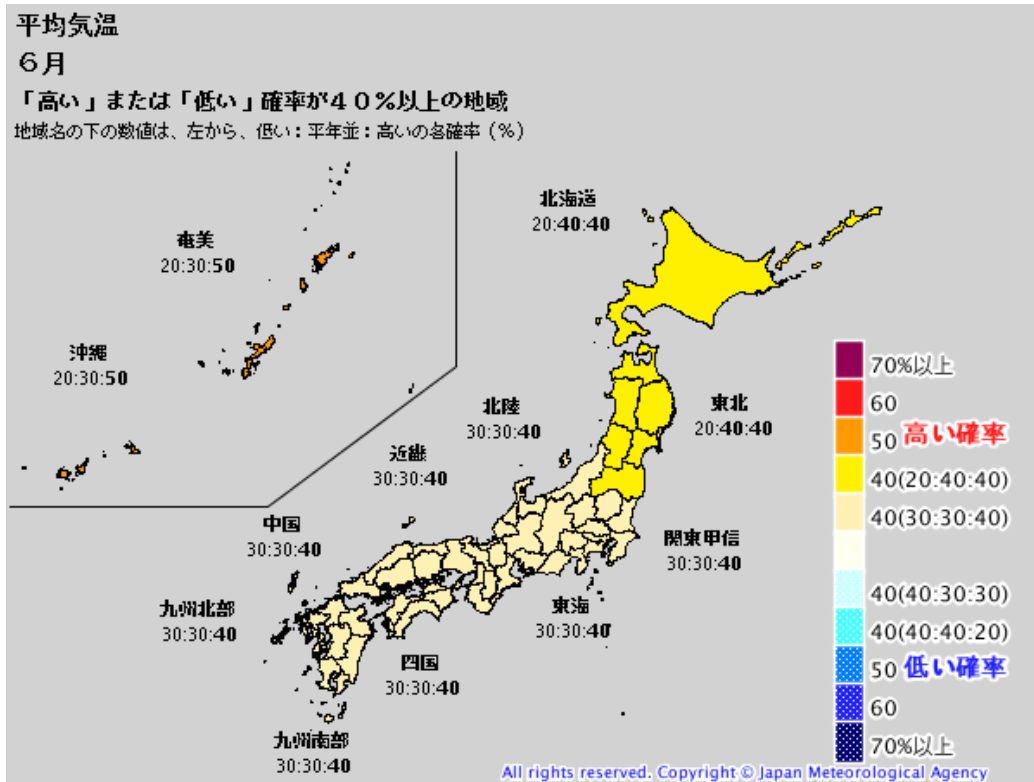 平均気温
６月
「高い」または「低い」確率が４０％以上の地域
地域名の下の数値は、左から、低い：平年並：高いの各確率（％）
北海道
20:40:40
奄美
20:30:50
沖縄
20:30:50
北陸
30:30:40
東北
20:40:40
近畿
30:30:40
中国
30:30:40
関東甲信
30:30:40
九州北部
30:30:40
東海
30:30:40
四国
30:30:40
九州南部
30:30:40
70%以上
60
50 高い確率
40(20:40:40)
40(30:30:40)
40(40:30:30)
40(40:40:20)
50 低い確率
60
70%以上
All rights reserved. Copyright © Japan Meteorological Agency